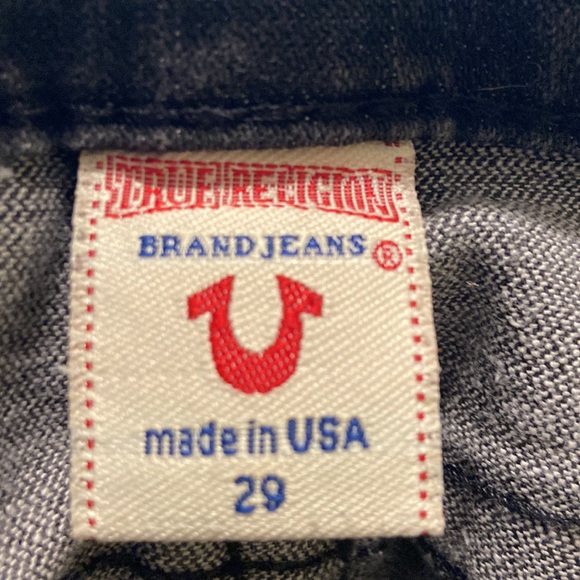 TRUE RELIGION
BRAND JEANS ®
made in USA
29